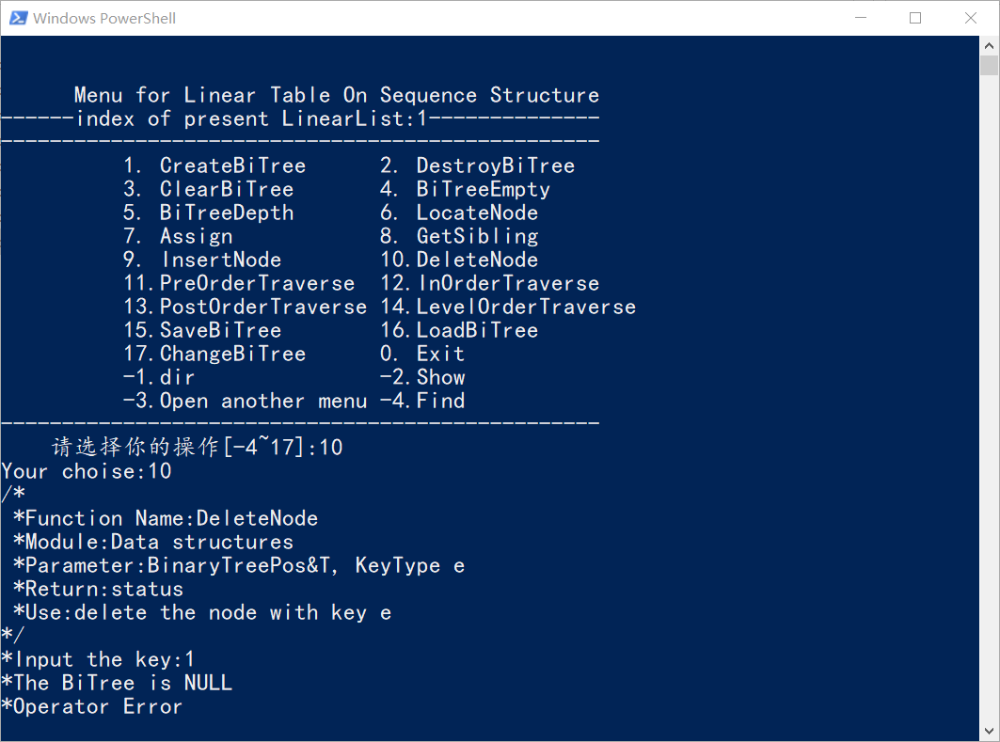 Windows PowerShell
Menu for Linear Table On Sequence Structure
------index of present LinearList:1--------------
-------------------------------------------------
1. CreateBiTree 2. DestroyBiTree
3. ClearBiTree 4. BiTreeEmpty
5. BiTreeDepth 6. LocateNode
7. Assign 8. GetSibling
9. InsertNode 10.DeleteNode
11.PreOrderTraverse 12.InOrderTraverse
13.PostOrderTraverse 14.LevelOrderTraverse
15.SaveBiTree 16.LoadBiTree
17.ChangeBiTree 0. Exit
-1.dir -2.Show
-3.Open another menu -4.Find
-------------------------------------------------
请选择你的操作[-4~17]:10
Your choise:10
/*
*Function Name:DeleteNode
*Module:Data structures
*Parameter:BinaryTreePos&T, KeyType e
*Return:status
*Use:delete the node with key e
*/
*Input the key:1
*The BiTree is NULL
*Operator Error